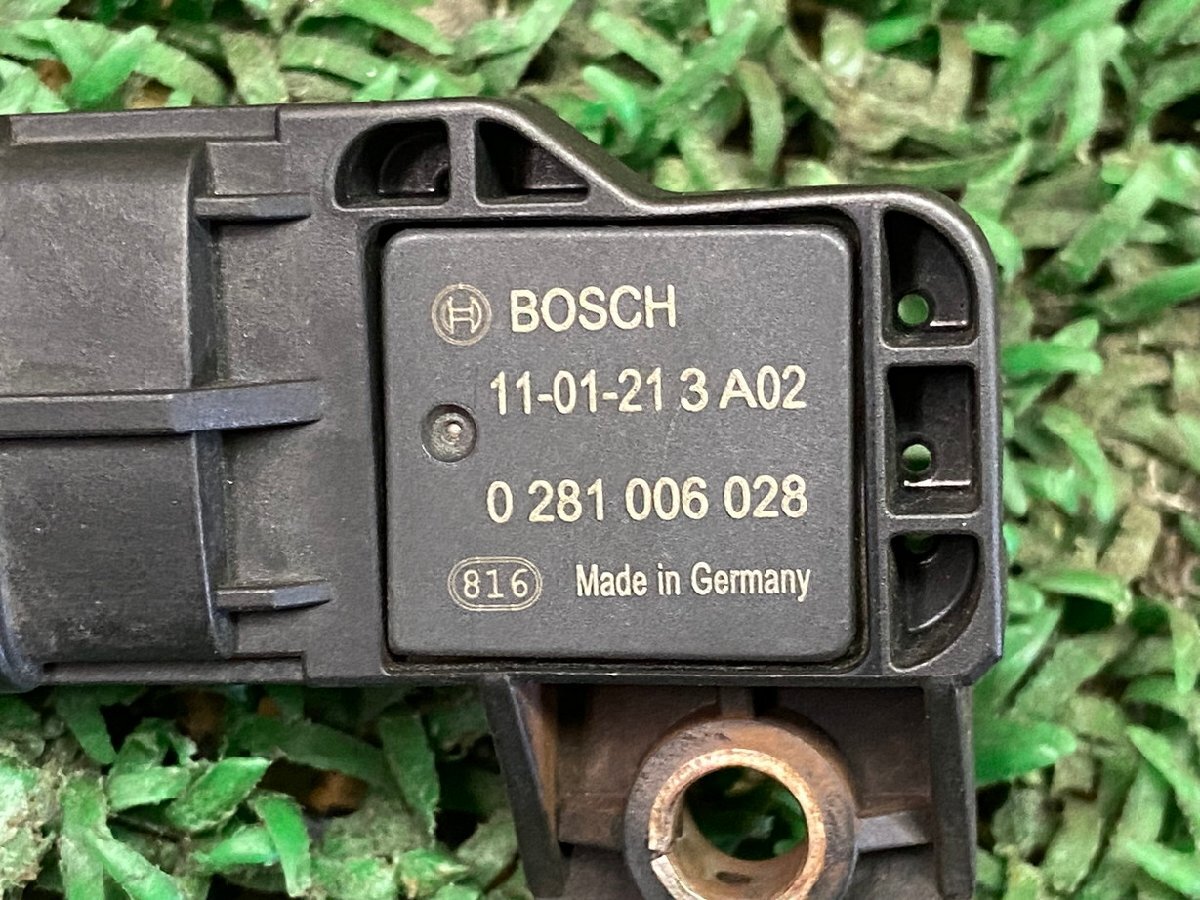 BOSCH
11-01-21 3 A02
0 281 006 028
816 Made in Germany